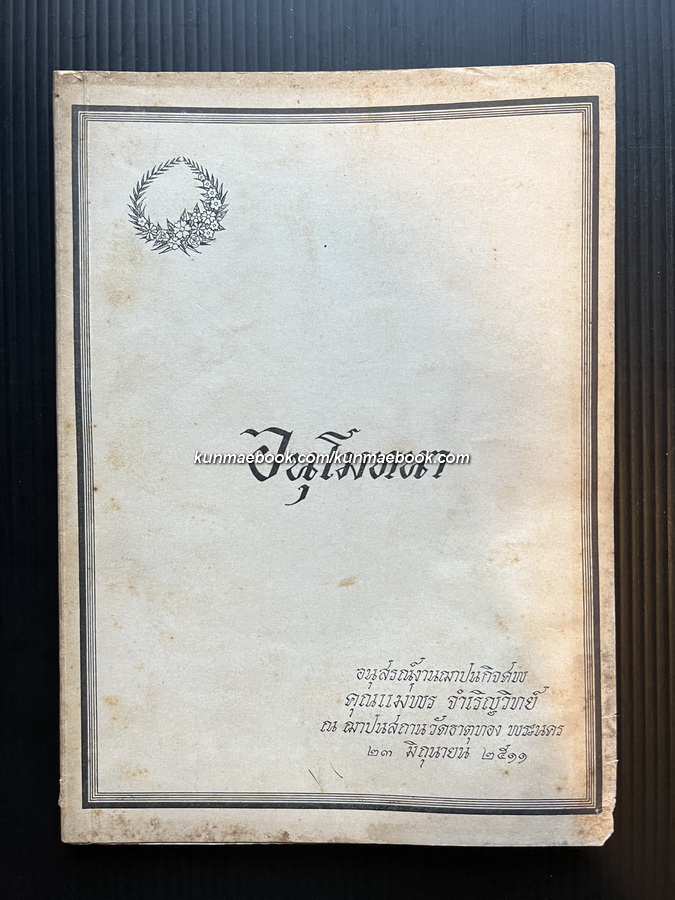 อนุโมทนา
kunmaebook.com/kunmaebook.com
อนุสรณ์งานฌาปนกิจศพ
คุณแม่พร จำเริญวิทย์
ณ ฌาปนสถานวัดธาตุทอง พระนคร
๒๓ มิถุนายน ๒๕๑๑